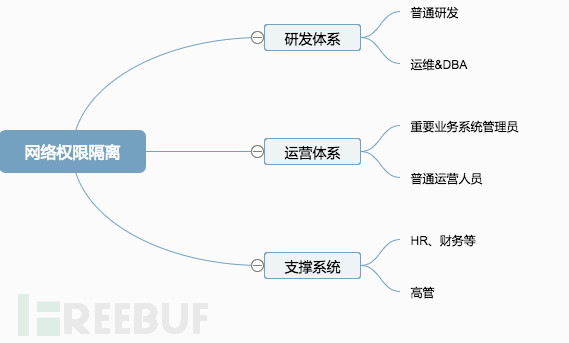 网络权限隔离
研发体系
普通研发
运维&DBA
运营体系
重要业务系统管理员
普通运营人员
支撑系统
HR、财务等
高管
FREEBUF